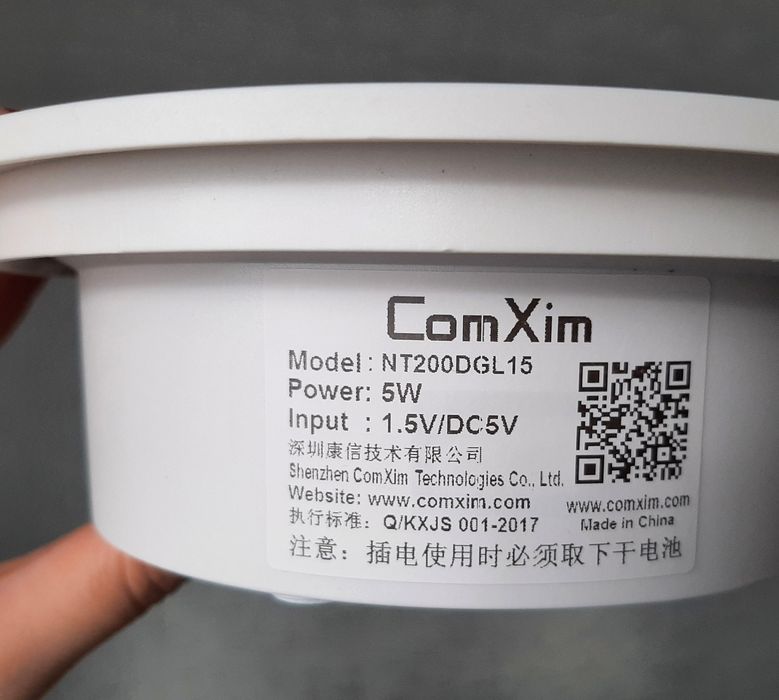 ComXim
Model : NT200DGL15
Power: 5W
Input : 1.5V/DC5V
深圳康信技术有限公司
Shenzhen ComXim Technologies Co., Ltd.
Website: www.comxim.com
www.comxim.com
执行标准: Q/KXJS 001-2017
Made in China
注意: 插电使用时必须取下干电池